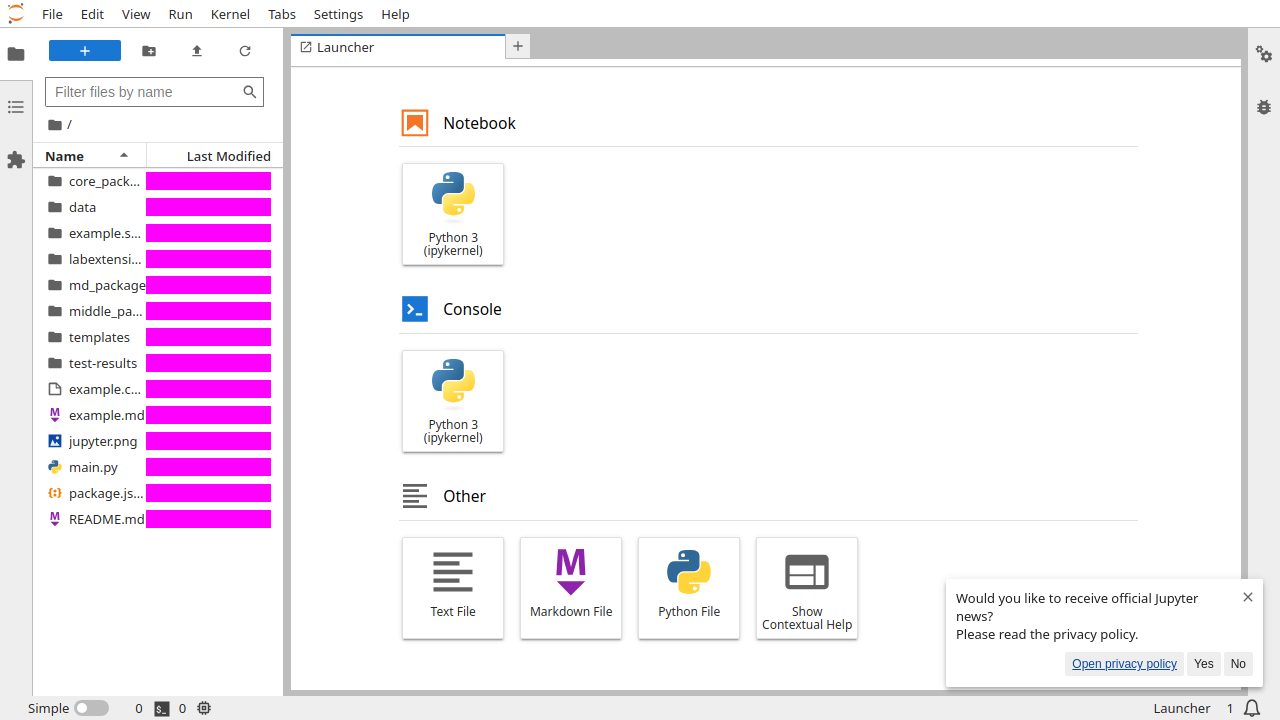 File Edit View Run Kernel Tabs Settings Help
Launcher
Filter files by name
/
Name Last Modified
core_pack...
data
example.s...
labextensi...
md_package
middle_pa...
templates
test-results
example.c...
example.md
jupyter.png
main.py
package.js...
README.md
Notebook
Python 3
(ipykernel)
Console
Python 3
(ipykernel)
Other
Text File
Markdown File
Python File
Show
Contextual Help
Would you like to receive official Jupyter
news?
Please read the privacy policy.
Open privacy policy Yes No
Simple 0 0 Launcher 1